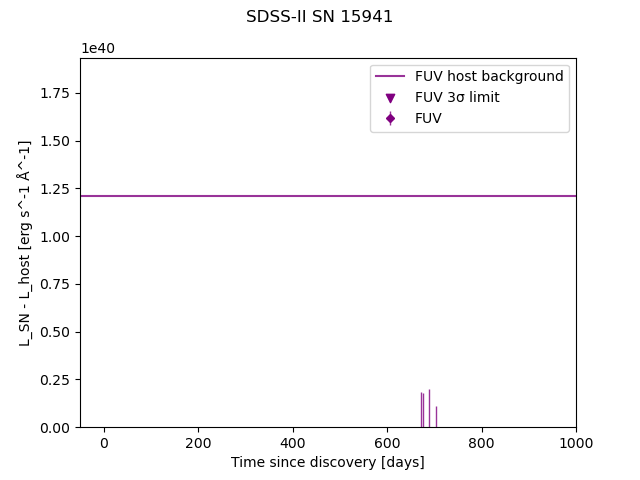 SDSS-II SN 15941
1e40
FUV host background
FUV 3σ limit
FUV
1.75
1.50
1.25
1.00
0.75
0.50
0.25
0.00
L_SN - L_host [erg s^-1 Å^-1]
0 200 400 600 800 1000
Time since discovery [days]